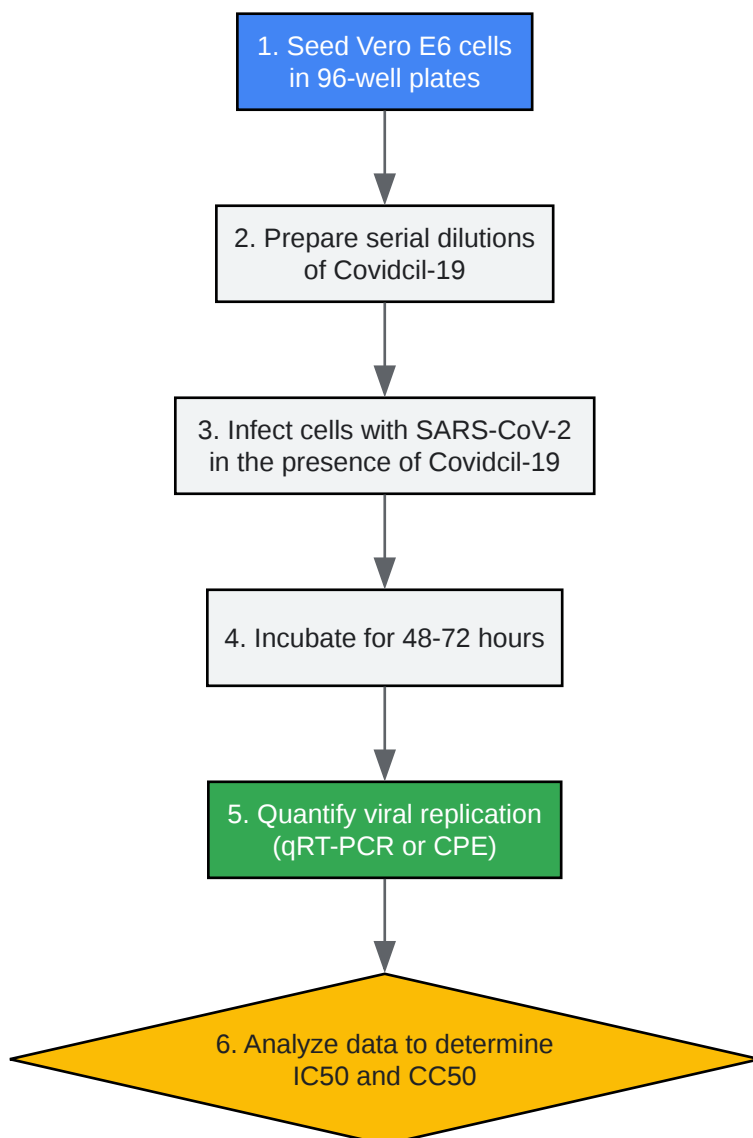 1. Seed Vero E6 cells
in 96-well plates
2. Prepare serial dilutions
of Covidcil-19
3. Infect cells with SARS-CoV-2
in the presence of Covidcil-19
4. Incubate for 48-72 hours
5. Quantify viral replication
(qRT-PCR or CPE)
6. Analyze data to determine
IC50 and CC50